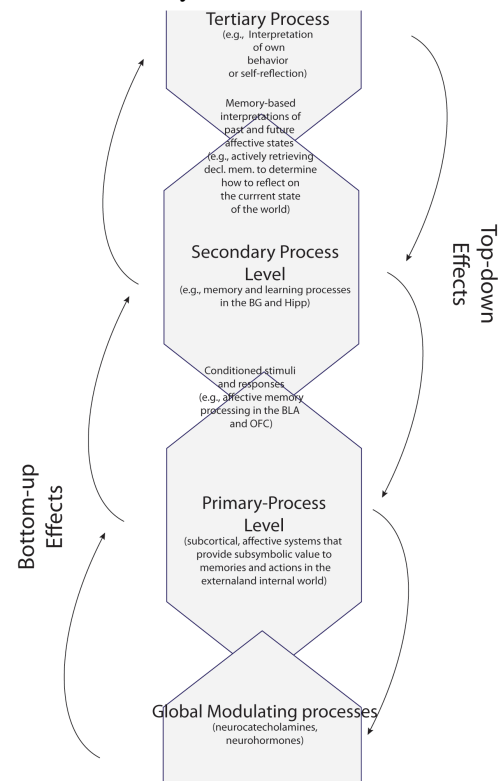 Tertiary Process
(e.g., Interpretation
of own
behavior
or self-reflection)
Memory-based
interpretations of
past and future
affective states
(e.g., actively retrieving
decl. mem. to determine
how to reflect on
the currrent state
of the world)
Secondary Process
Level
(e.g., memory and learning processes
in the BG and Hipp)
Top-down
Effects
Conditioned stimuli
and responses
(e.g., affective memory
processing in the BLA
and OFC)
Bottom-up
Effects
Primary-Process
Level
(subcortical, affective systems that
provide subsymbolic value to
memories and actions in the
externaland internal world)
Global Modulating processes
(neurocatecholamines,
neurohormones)